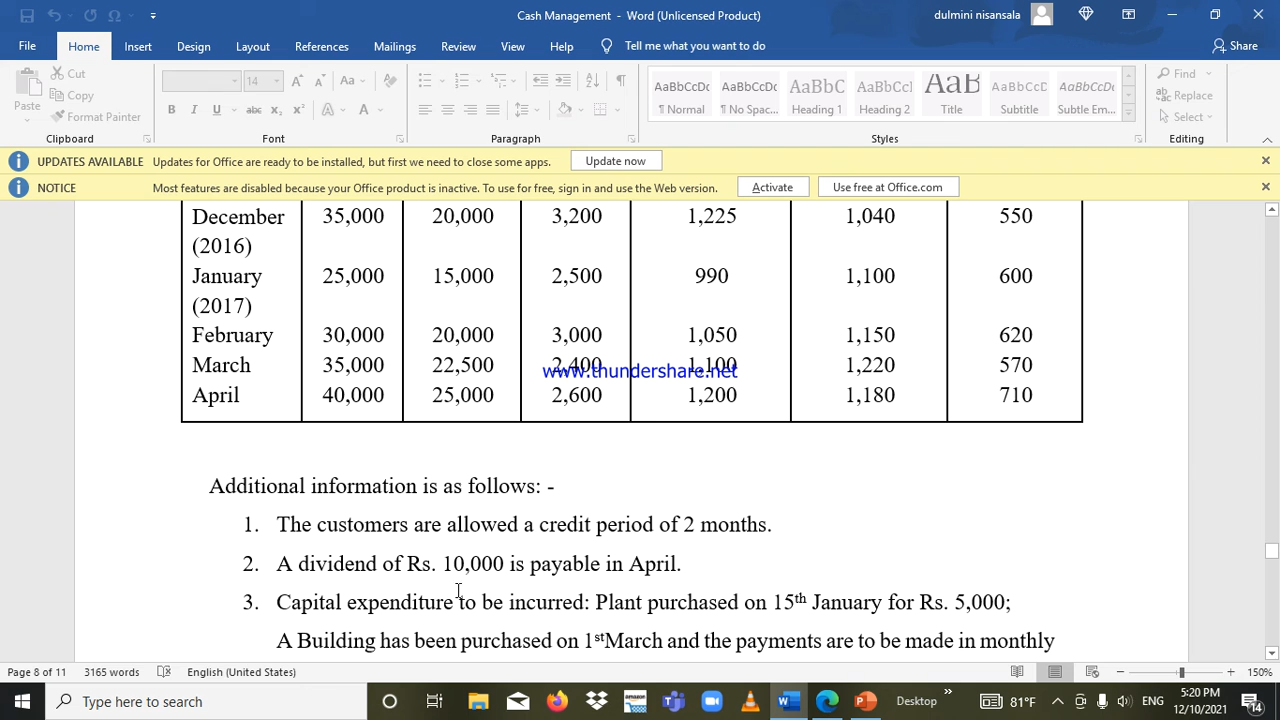 Cash Management - Word (Unlicensed Product)
dulmini nisansala
File Home Insert Design Layout References Mailings Review View Help Tell me what you want to do Share
Paste Cut Copy Format Painter
14 Aa
B I U abc x₂ x² A A
AaBbCcDc AaBbCcDc AaBbC AaBbCcDc AaBb AaBbCcD AaBbCcDc
¶ Normal ¶ No Spac... Heading 1 Heading 2 Title Subtitle Subtle Em...
Find Replace Select
Clipboard Font Paragraph Styles Editing
UPDATES AVAILABLE Updates for Office are ready to be installed, but first we need to close some apps. Update now
NOTICE Most features are disabled because your Office product is inactive. To use for free, sign in and use the Web version. Activate Use free at Office.com
December 35,000 20,000 3,200 1,225 1,040 550
(2016)
January 25,000 15,000 2,500 990 1,100 600
(2017)
February 30,000 20,000 3,000 1,050 1,150 620
March 35,000 22,500 2,400 1,100 1,220 570
www.thundershare.net
April 40,000 25,000 2,600 1,200 1,180 710
Additional information is as follows: -
1. The customers are allowed a credit period of 2 months.
2. A dividend of Rs. 10,000 is payable in April.
3. Capital expenditure to be incurred: Plant purchased on 15th January for Rs. 5,000;
A Building has been purchased on 1stMarch and the payments are to be made in monthly
Page 8 of 11 3165 words English (United States) 150%
Type here to search Desktop 81°F ENG 5:20 PM 12/10/2021 14